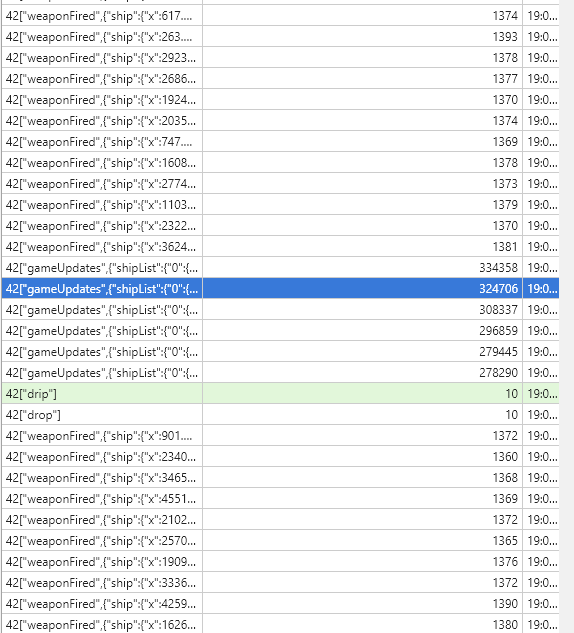 42["weaponFired",{"ship":{"x":617.... 1374 19:0...
42["weaponFired",{"ship":{"x":263.... 1393 19:0...
42["weaponFired",{"ship":{"x":2923... 1378 19:0...
42["weaponFired",{"ship":{"x":2686... 1377 19:0...
42["weaponFired",{"ship":{"x":1924... 1370 19:0...
42["weaponFired",{"ship":{"x":2035... 1374 19:0...
42["weaponFired",{"ship":{"x":747.... 1369 19:0...
42["weaponFired",{"ship":{"x":1608... 1378 19:0...
42["weaponFired",{"ship":{"x":2774... 1373 19:0...
42["weaponFired",{"ship":{"x":1103... 1379 19:0...
42["weaponFired",{"ship":{"x":2322... 1370 19:0...
42["weaponFired",{"ship":{"x":3624... 1381 19:0...
42["gameUpdates",{"shipList":{"0":{... 334358 19:0...
42["gameUpdates",{"shipList":{"0":{... 324706 19:0...
42["gameUpdates",{"shipList":{"0":{... 308337 19:0...
42["gameUpdates",{"shipList":{"0":{... 296859 19:0...
42["gameUpdates",{"shipList":{"0":{... 279445 19:0...
42["gameUpdates",{"shipList":{"0":{... 278290 19:0...
42["drip"] 10 19:0...
42["drop"] 10 19:0...
42["weaponFired",{"ship":{"x":901.... 1372 19:0...
42["weaponFired",{"ship":{"x":2340... 1360 19:0...
42["weaponFired",{"ship":{"x":3465... 1368 19:0...
42["weaponFired",{"ship":{"x":4551... 1369 19:0...
42["weaponFired",{"ship":{"x":2102... 1372 19:0...
42["weaponFired",{"ship":{"x":2570... 1365 19:0...
42["weaponFired",{"ship":{"x":1909... 1376 19:0...
42["weaponFired",{"ship":{"x":3336... 1372 19:0...
42["weaponFired",{"ship":{"x":4259... 1390 19:0...
42["weaponFired",{"ship":{"x":1626... 1380 19:0...